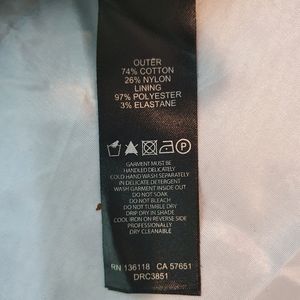 OUTER
74% COTTON
26% NYLON
LINING
97% POLYESTER
3% ELASTANE
P
GARMENT MUST BE
HANDLED DELICATELY
COLD HAND WASH SEPARATELY
IN DELICATE DETERGENT
WASH GARMENT INSIDE OUT
DO NOT SOAK
DO NOT BLEACH
DO NOT TUMBLE DRY
DRIP DRY IN SHADE
COOL IRON ON REVERSE SIDE
PROFESSIONALLY
DRY CLEANABLE
RN 136118 CA 57651
DRC3851